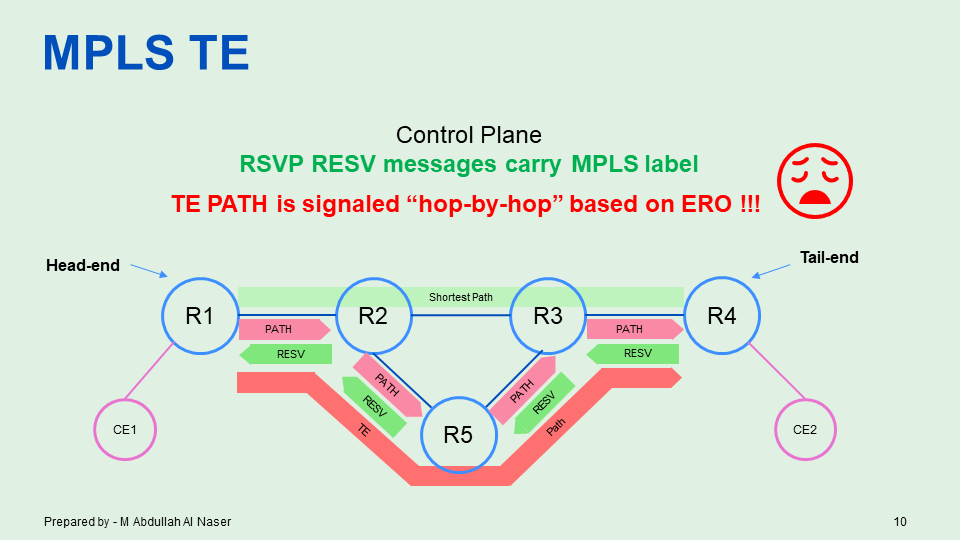 MPLS TE
Control Plane
RSVP RESV messages carry MPLS label
TE PATH is signaled “hop-by-hop” based on ERO !!!
Head-end
Tail-end
Shortest Path
R1
R2
R3
R4
PATH
PATH
RESV
RESV
PATH
RESV
PATH
RESV
TE
Path
R5
CE1
CE2
Prepared by - M Abdullah Al Naser
10